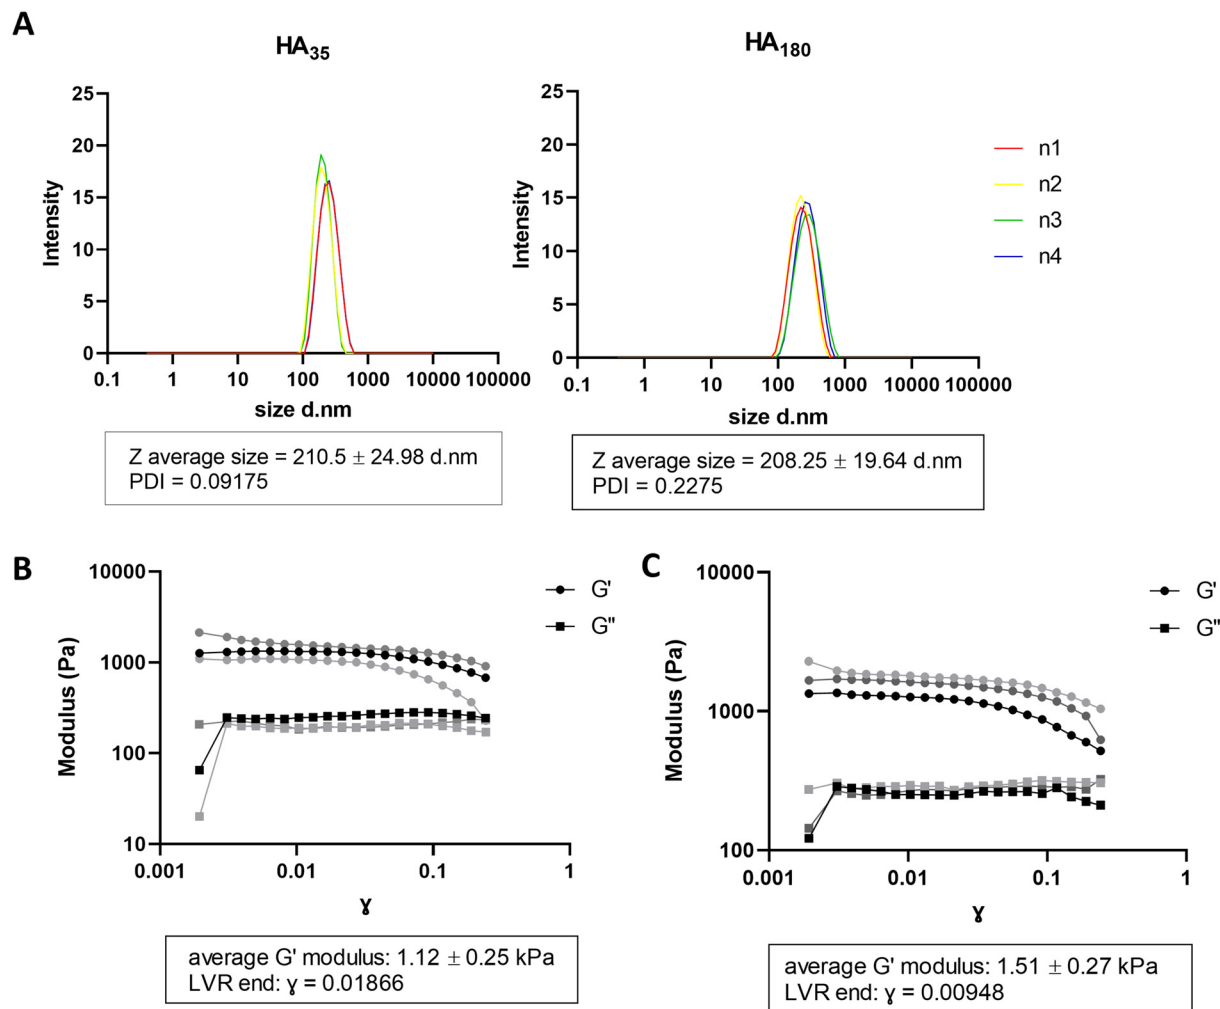 A
HA35
HA180
25
20
15
10
5
0
Intensity
0.1 1 10 100 1000 10000 100000
size d.nm
25
20
15
10
5
0
Intensity
0.1 1 10 100 1000 10000 100000
size d.nm
n1
n2
n3
n4
Z average size = 210.5 ± 24.98 d.nm
PDI = 0.09175
Z average size = 208.25 ± 19.64 d.nm
PDI = 0.2275
B
10000
1000
100
10
Modulus (Pa)
0.001 0.01 0.1 1
ɣ
G'
G"
average G' modulus: 1.12 ± 0.25 kPa
LVR end: ɣ = 0.01866
C
10000
1000
100
Modulus (Pa)
0.001 0.01 0.1 1
ɣ
G'
G"
average G' modulus: 1.51 ± 0.27 kPa
LVR end: ɣ = 0.00948